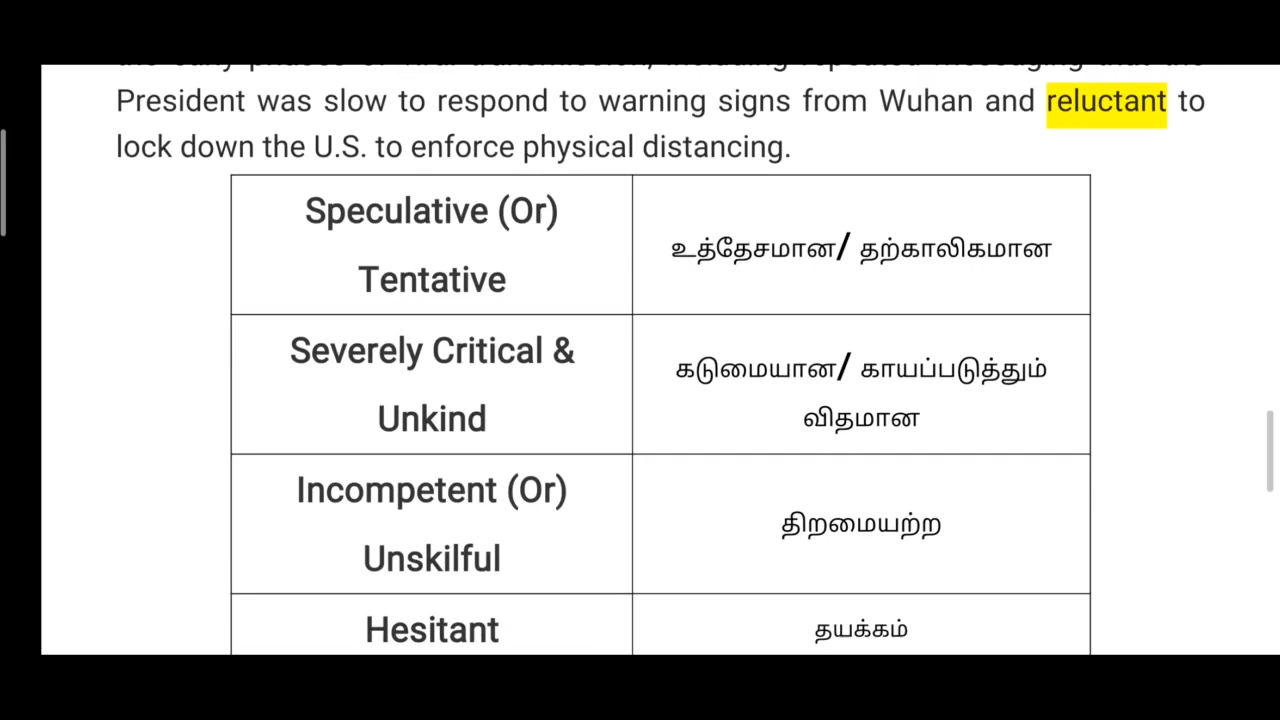 President was slow to respond to warning signs from Wuhan and reluctant to
lock down the U.S. to enforce physical distancing.
Speculative (Or)
Tentative
உத்தேசமான/ தற்காலிகமான
Severely Critical &
Unkind
கடுமையான/ காயப்படுத்தும்
விதமான
Incompetent (Or)
Unskilful
திறமையற்ற
Hesitant
தயக்கம்